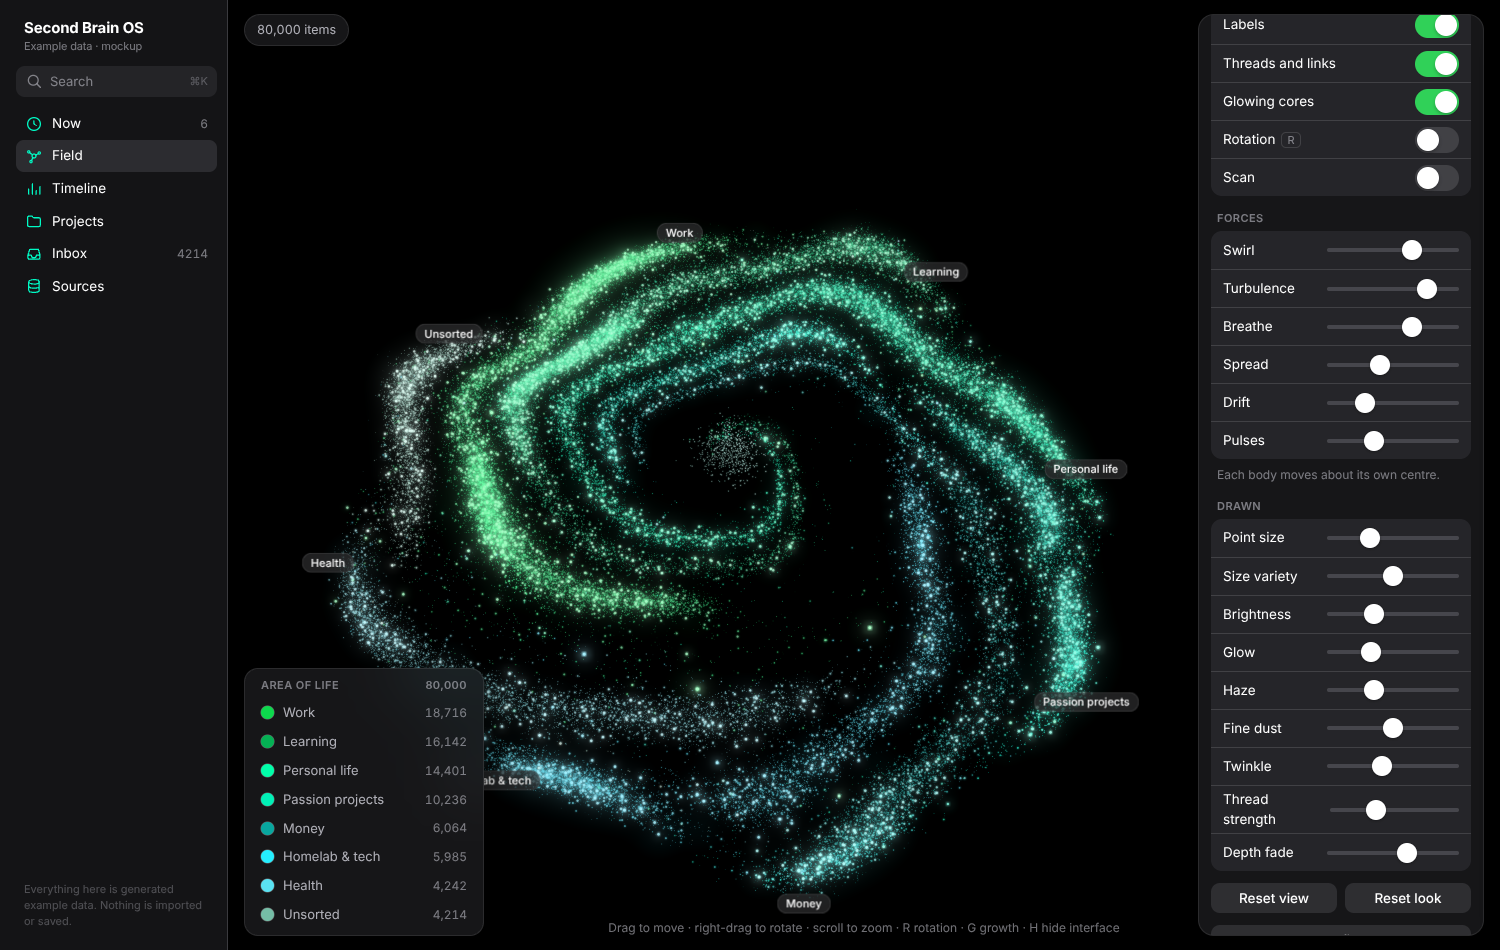 Second Brain OS
Example data · mockup
Search ⌘K
Now 6
Field
Timeline
Projects
Inbox 4214
Sources
Everything here is generated
example data. Nothing is imported
or saved.
80,000 items
Work
Learning
Unsorted
Personal life
Health
Passion projects
ab & tech
Money
AREA OF LIFE 80,000
Work 18,716
Learning 16,142
Personal life 14,401
Passion projects 10,236
Money 6,064
Homelab & tech 5,985
Health 4,242
Unsorted 4,214
Drag to move · right-drag to rotate · scroll to zoom · R rotation · G growth · H hide interface
Labels
Threads and links
Glowing cores
Rotation R
Scan
FORCES
Swirl
Turbulence
Breathe
Spread
Drift
Pulses
Each body moves about its own centre.
DRAWN
Point size
Size variety
Brightness
Glow
Haze
Fine dust
Twinkle
Thread
strength
Depth fade
Reset view
Reset look